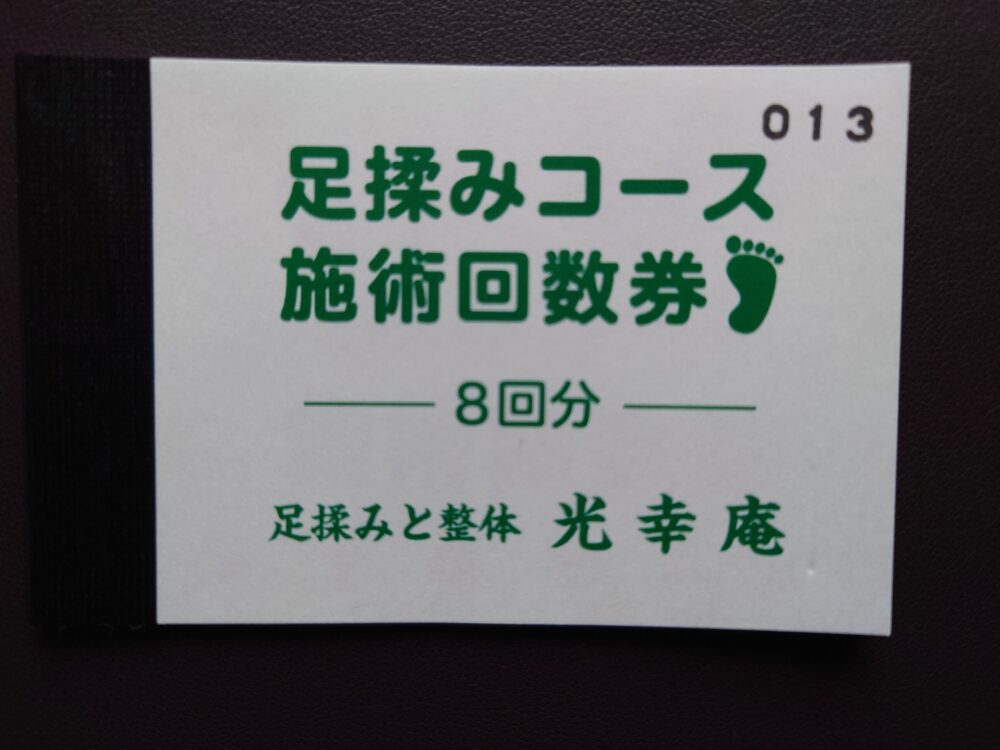 013
足揉みコース
施術回数券
8回分
足揉みと整体 光幸庵